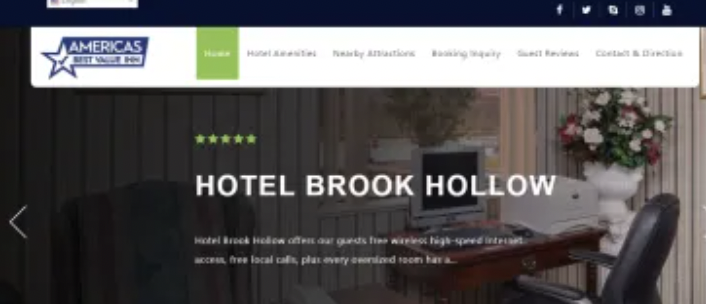 English
AMERICAS
BEST VALUE INN
Home Hotel Amenities Nearby Attractions Booking Inquiry Guest Reviews Contact & Direction
HOTEL BROOK HOLLOW
Hotel Brook Hollow offers our guests free wireless high-speed Internet
access, free local calls, plus every oversized room has a...